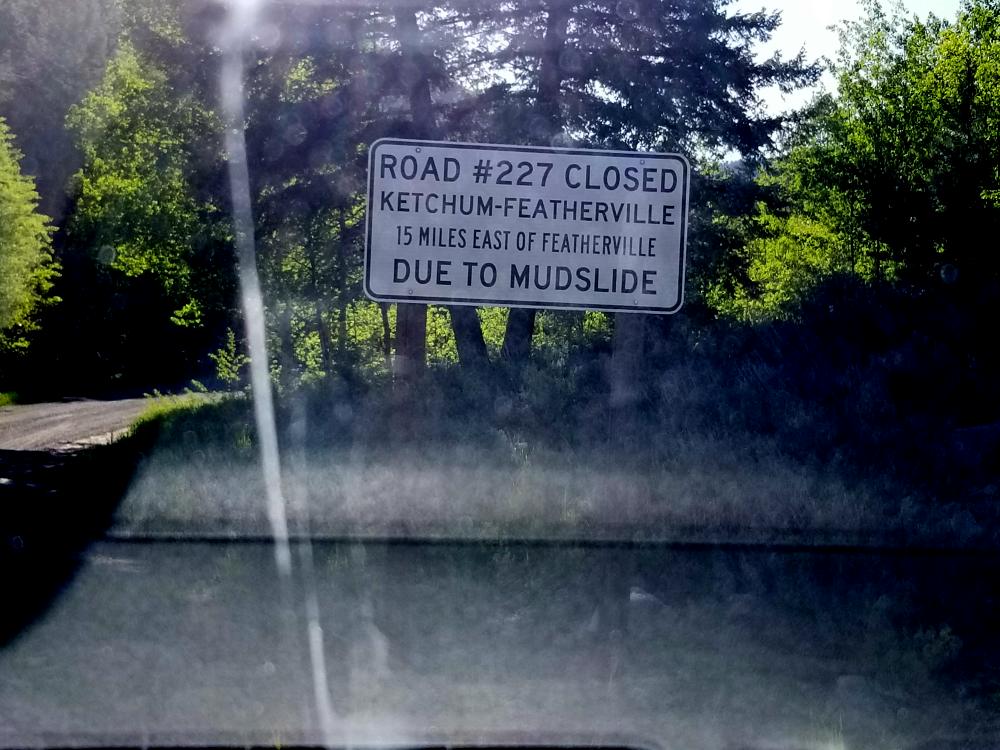 ROAD #227 CLOSED
KETCHUM-FEATHERVILLE
15 MILES EAST OF FEATHERVILLE
DUE TO MUDSLIDE